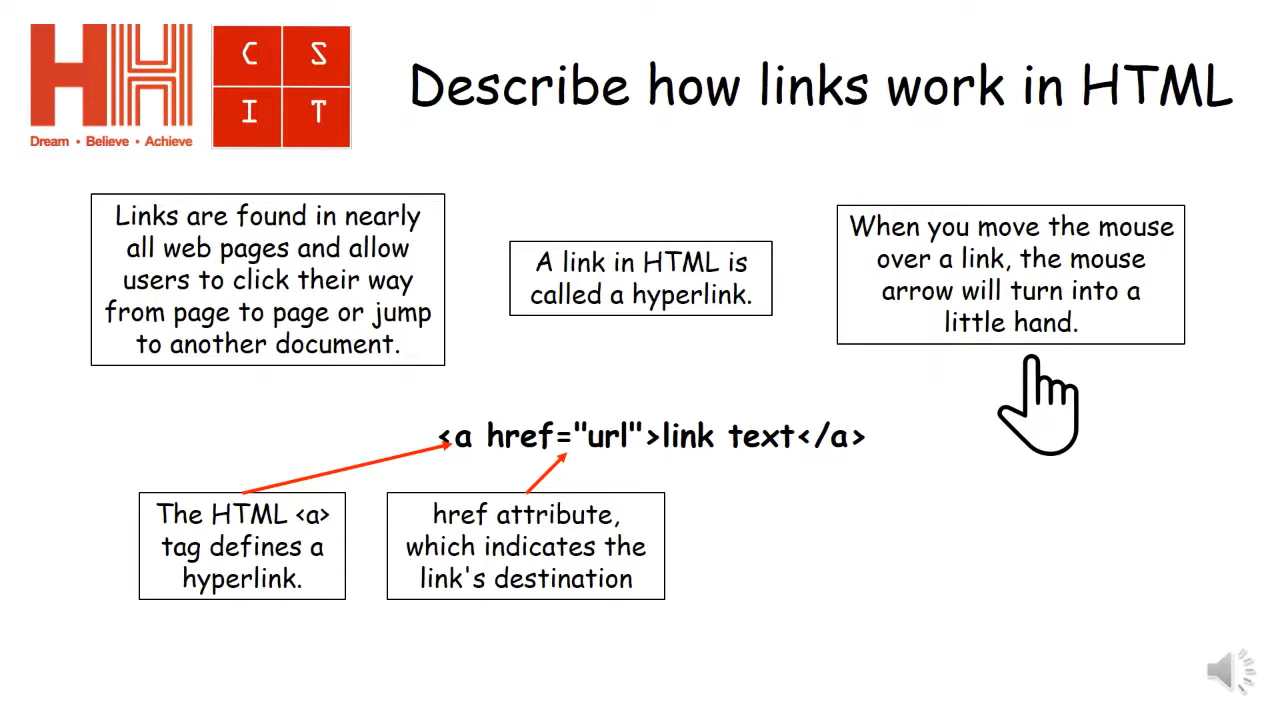 HH
C S
I T
Dream • Believe • Achieve
Describe how links work in HTML
Links are found in nearly
all web pages and allow
users to click their way
from page to page or jump
to another document.
A link in HTML is
called a hyperlink.
When you move the mouse
over a link, the mouse
arrow will turn into a
little hand.
<a href="url">link text</a>
The HTML <a>
tag defines a
hyperlink.
href attribute,
which indicates the
link's destination